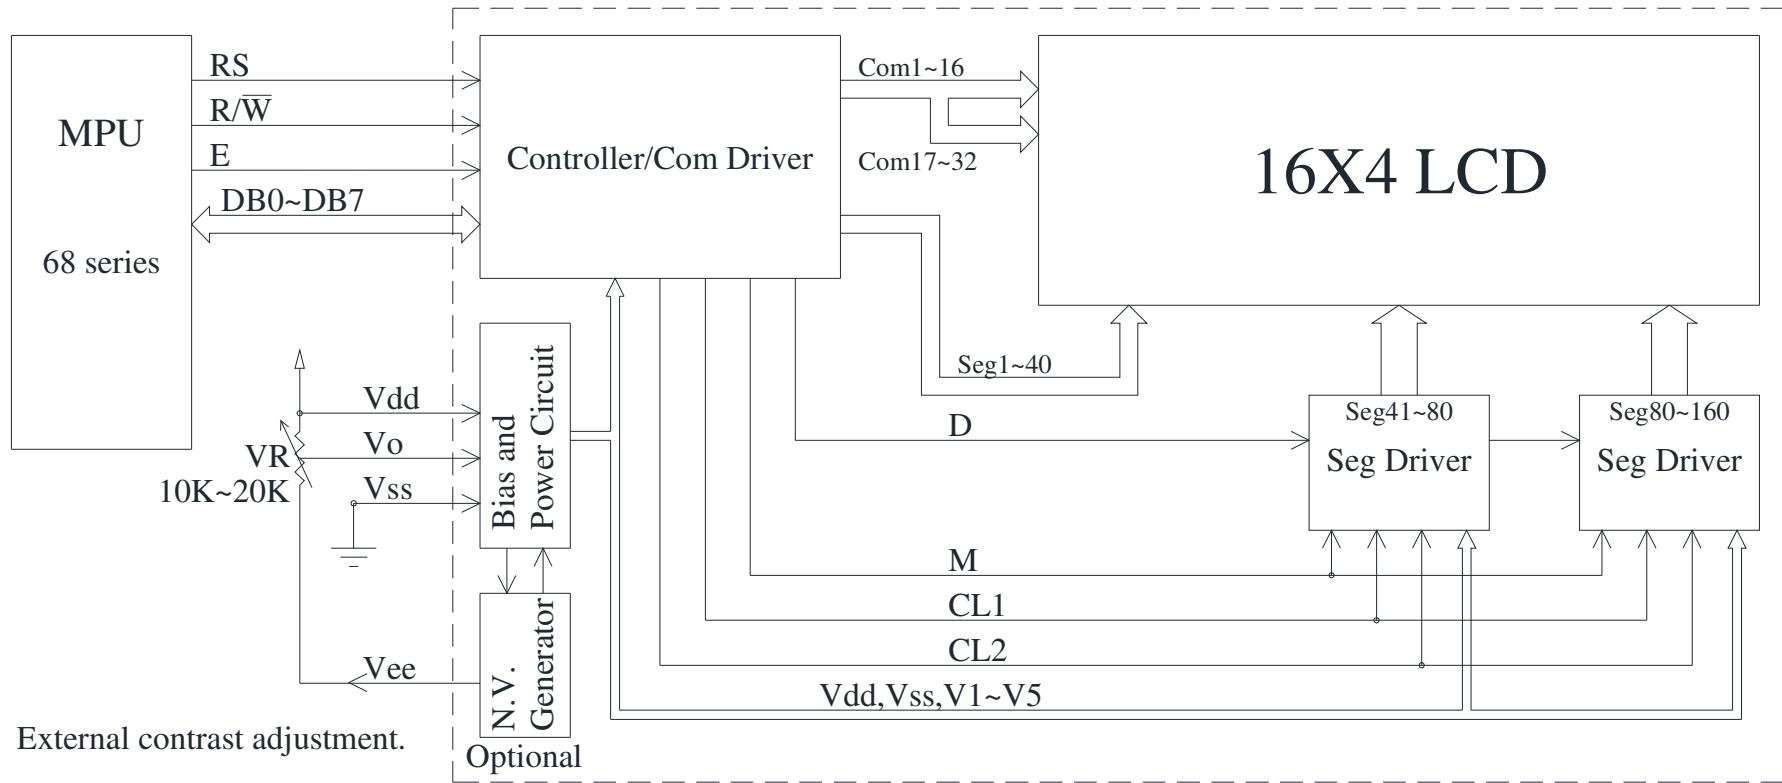 MPU
68 series
RS
R/W̅
E
DB0~DB7
Controller/Com Driver
Com1~16
Com17~32
16X4 LCD
Seg1~40
Vdd
Vo
Vss
VR
10K~20K
Bias and
Power Circuit
D
Seg41~80
Seg Driver
Seg80~160
Seg Driver
M
CL1
CL2
Vdd,Vss,V1~V5
Vee
N.V.
Generator
Optional
External contrast adjustment.